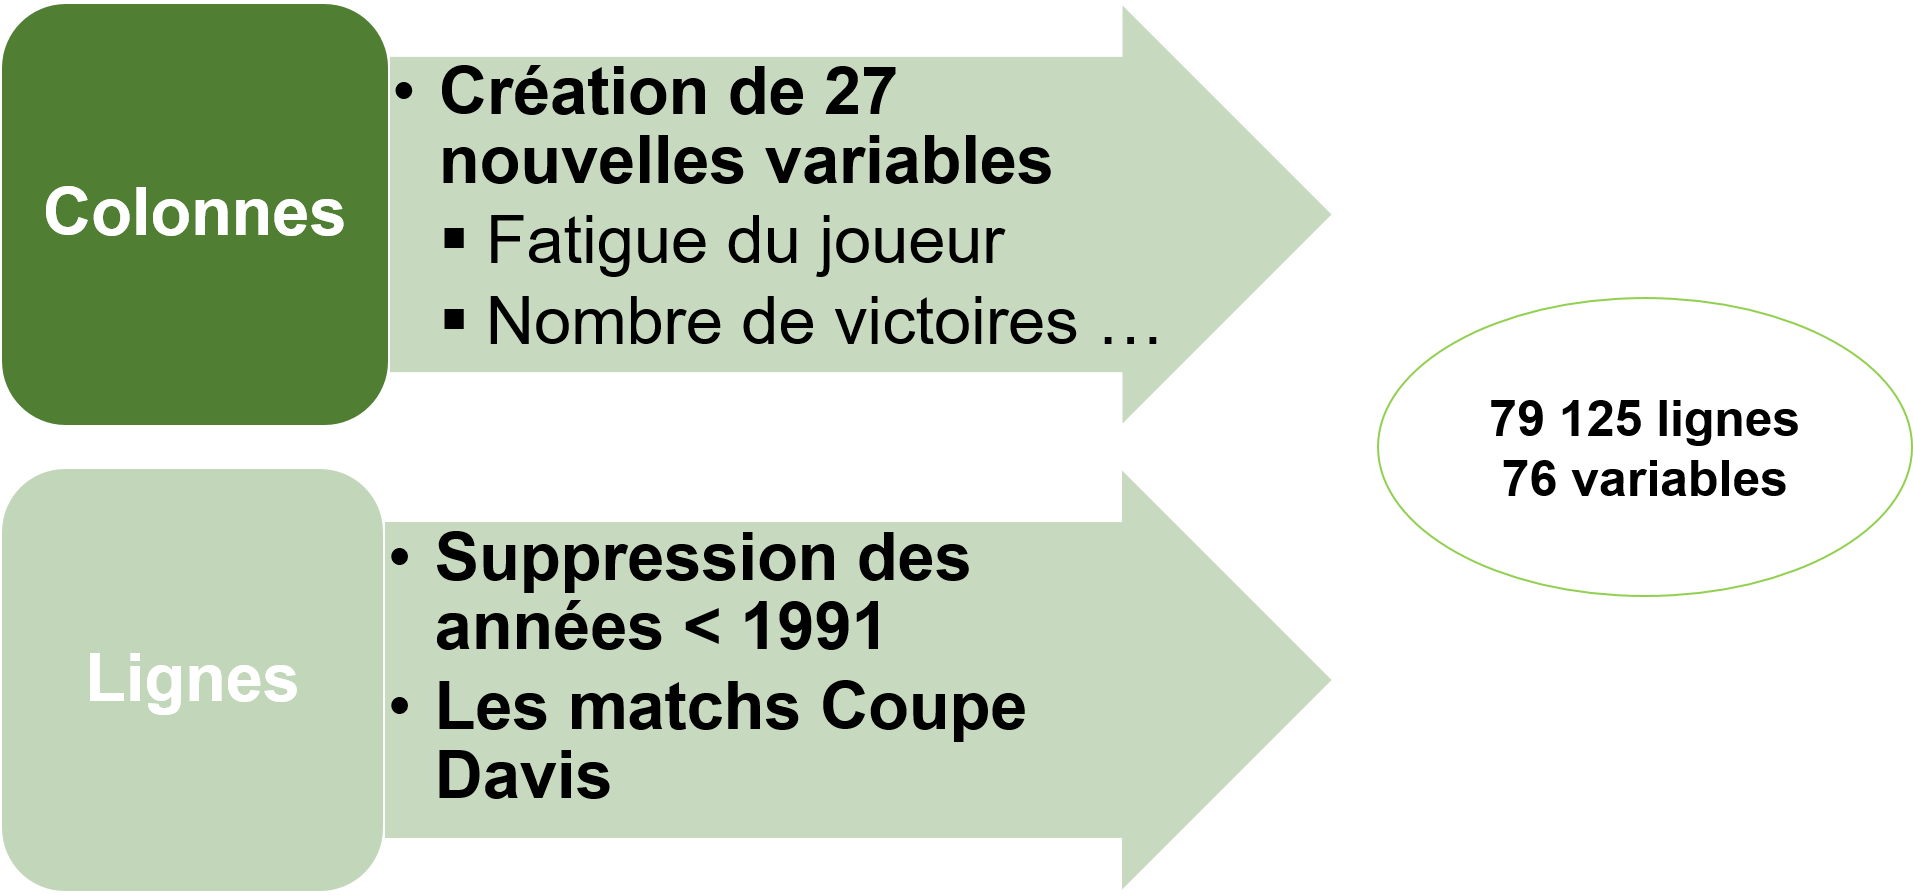 Colonnes
• Création de 27
nouvelles variables
▪ Fatigue du joueur
▪ Nombre de victoires …
79 125 lignes
76 variables
Lignes
• Suppression des
années < 1991
• Les matchs Coupe
Davis